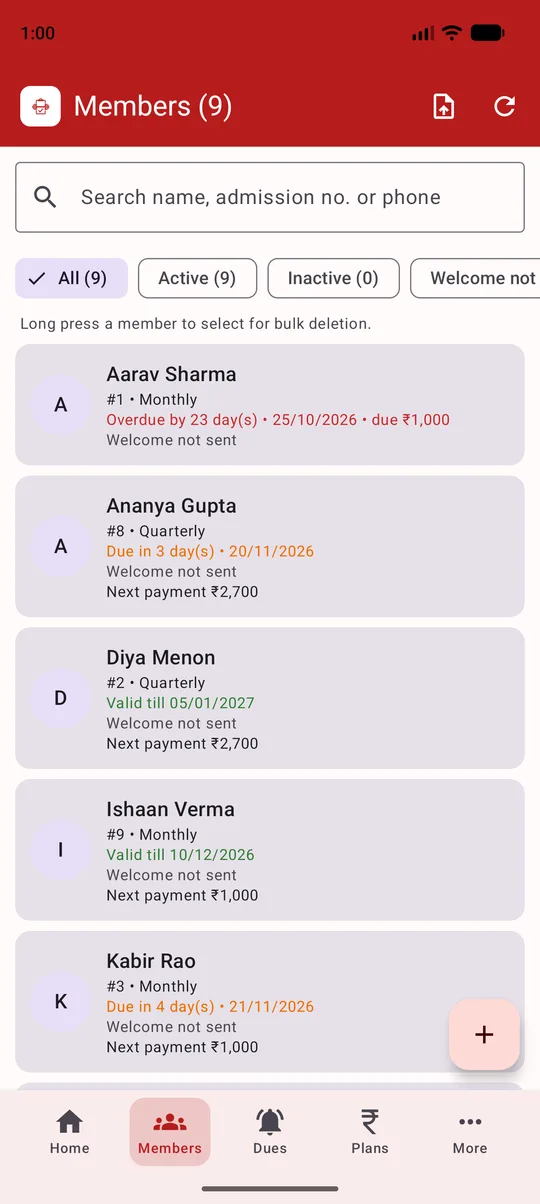 1:00
Members (9)
Search name, admission no. or phone
All (9)
Active (9)
Inactive (0)
Welcome not
Long press a member to select for bulk deletion.
A
Aarav Sharma
#1 • Monthly
Overdue by 23 day(s) • 25/10/2026 • due ₹1,000
Welcome not sent
A
Ananya Gupta
#8 • Quarterly
Due in 3 day(s) • 20/11/2026
Welcome not sent
Next payment ₹2,700
D
Diya Menon
#2 • Quarterly
Valid till 05/01/2027
Welcome not sent
Next payment ₹2,700
I
Ishaan Verma
#9 • Monthly
Valid till 10/12/2026
Welcome not sent
Next payment ₹1,000
K
Kabir Rao
#3 • Monthly
Due in 4 day(s) • 21/11/2026
Welcome not sent
Next payment ₹1,000
+
Home
Members
Dues
₹
Plans
More